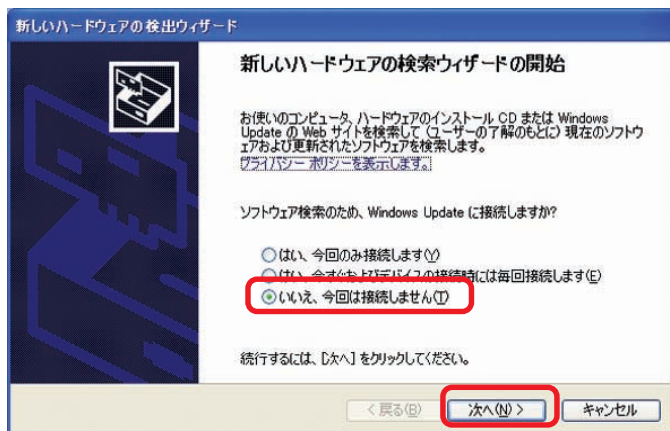 新しいハードウェアの検出ウィザード
新しいハードウェアの検索ウィザードの開始
お使いのコンピュータ、ハードウェアのインストール CD または Windows
Update の Web サイトを検索して (ユーザーの了解のもとに) 現在のソフトウ
ェアおよび更新されたソフトウェアを検索します。
プライバシー ポリシーを表示します。
ソフトウェア検索のため、Windows Update に接続しますか?
はい、今回のみ接続します(Y)
はい、今すぐおよびデバイスの接続時には毎回接続します(E)
いいえ、今回は接続しません(T)
続行するには、[次へ] をクリックしてください。
< 戻る(B) 次へ(N) > キャンセル